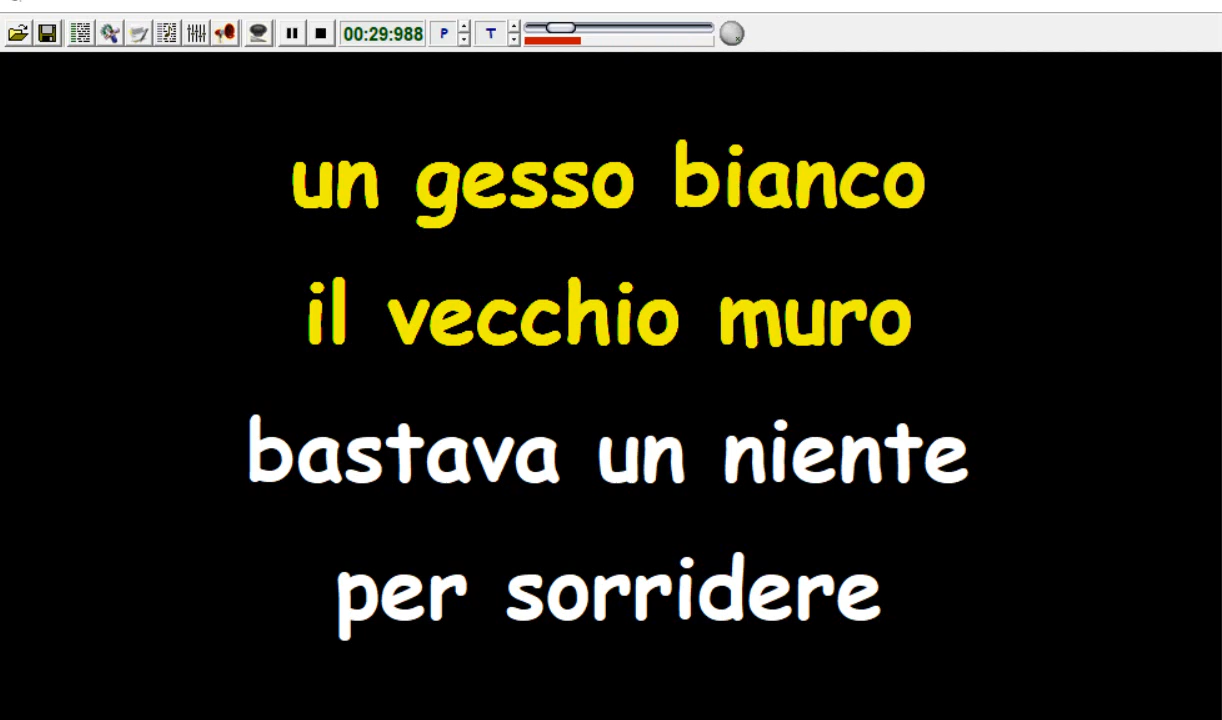 00:29:988 P T
un gesso bianco
il vecchio muro
bastava un niente
per sorridere